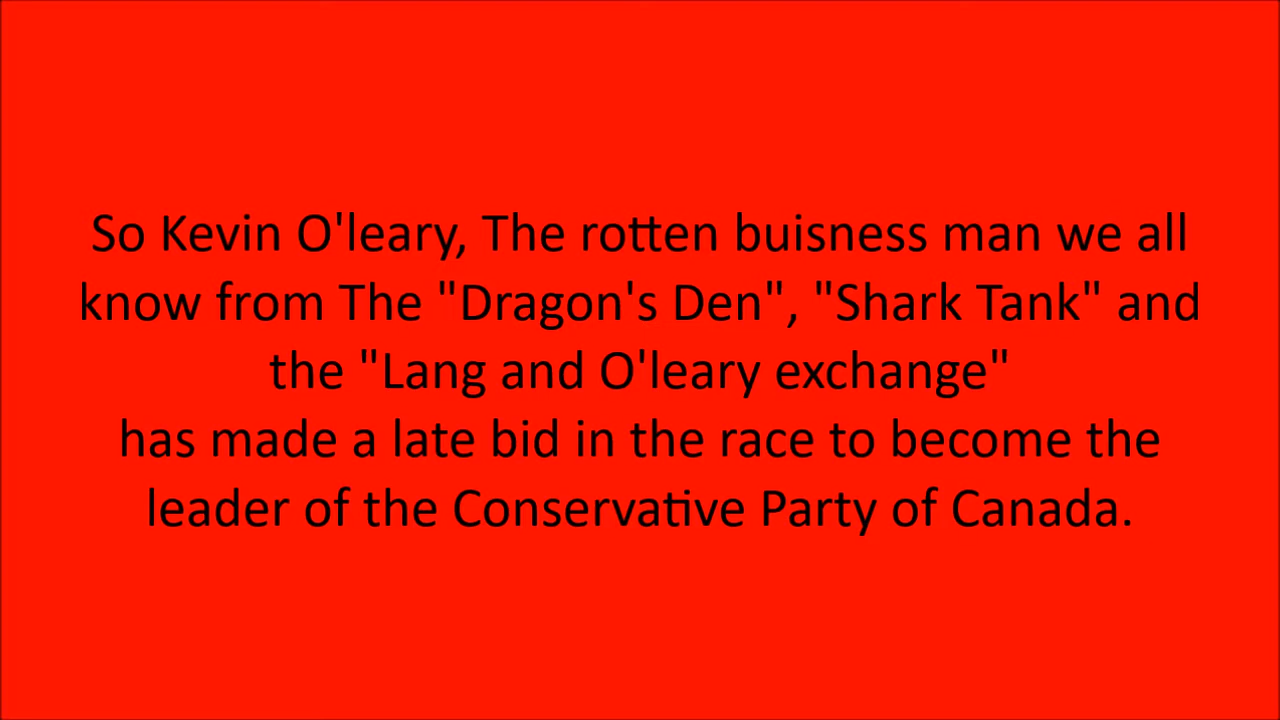 So Kevin O'leary, The rotten buisness man we all
know from The "Dragon's Den", "Shark Tank" and
the "Lang and O'leary exchange"
has made a late bid in the race to become the
leader of the Conservative Party of Canada.